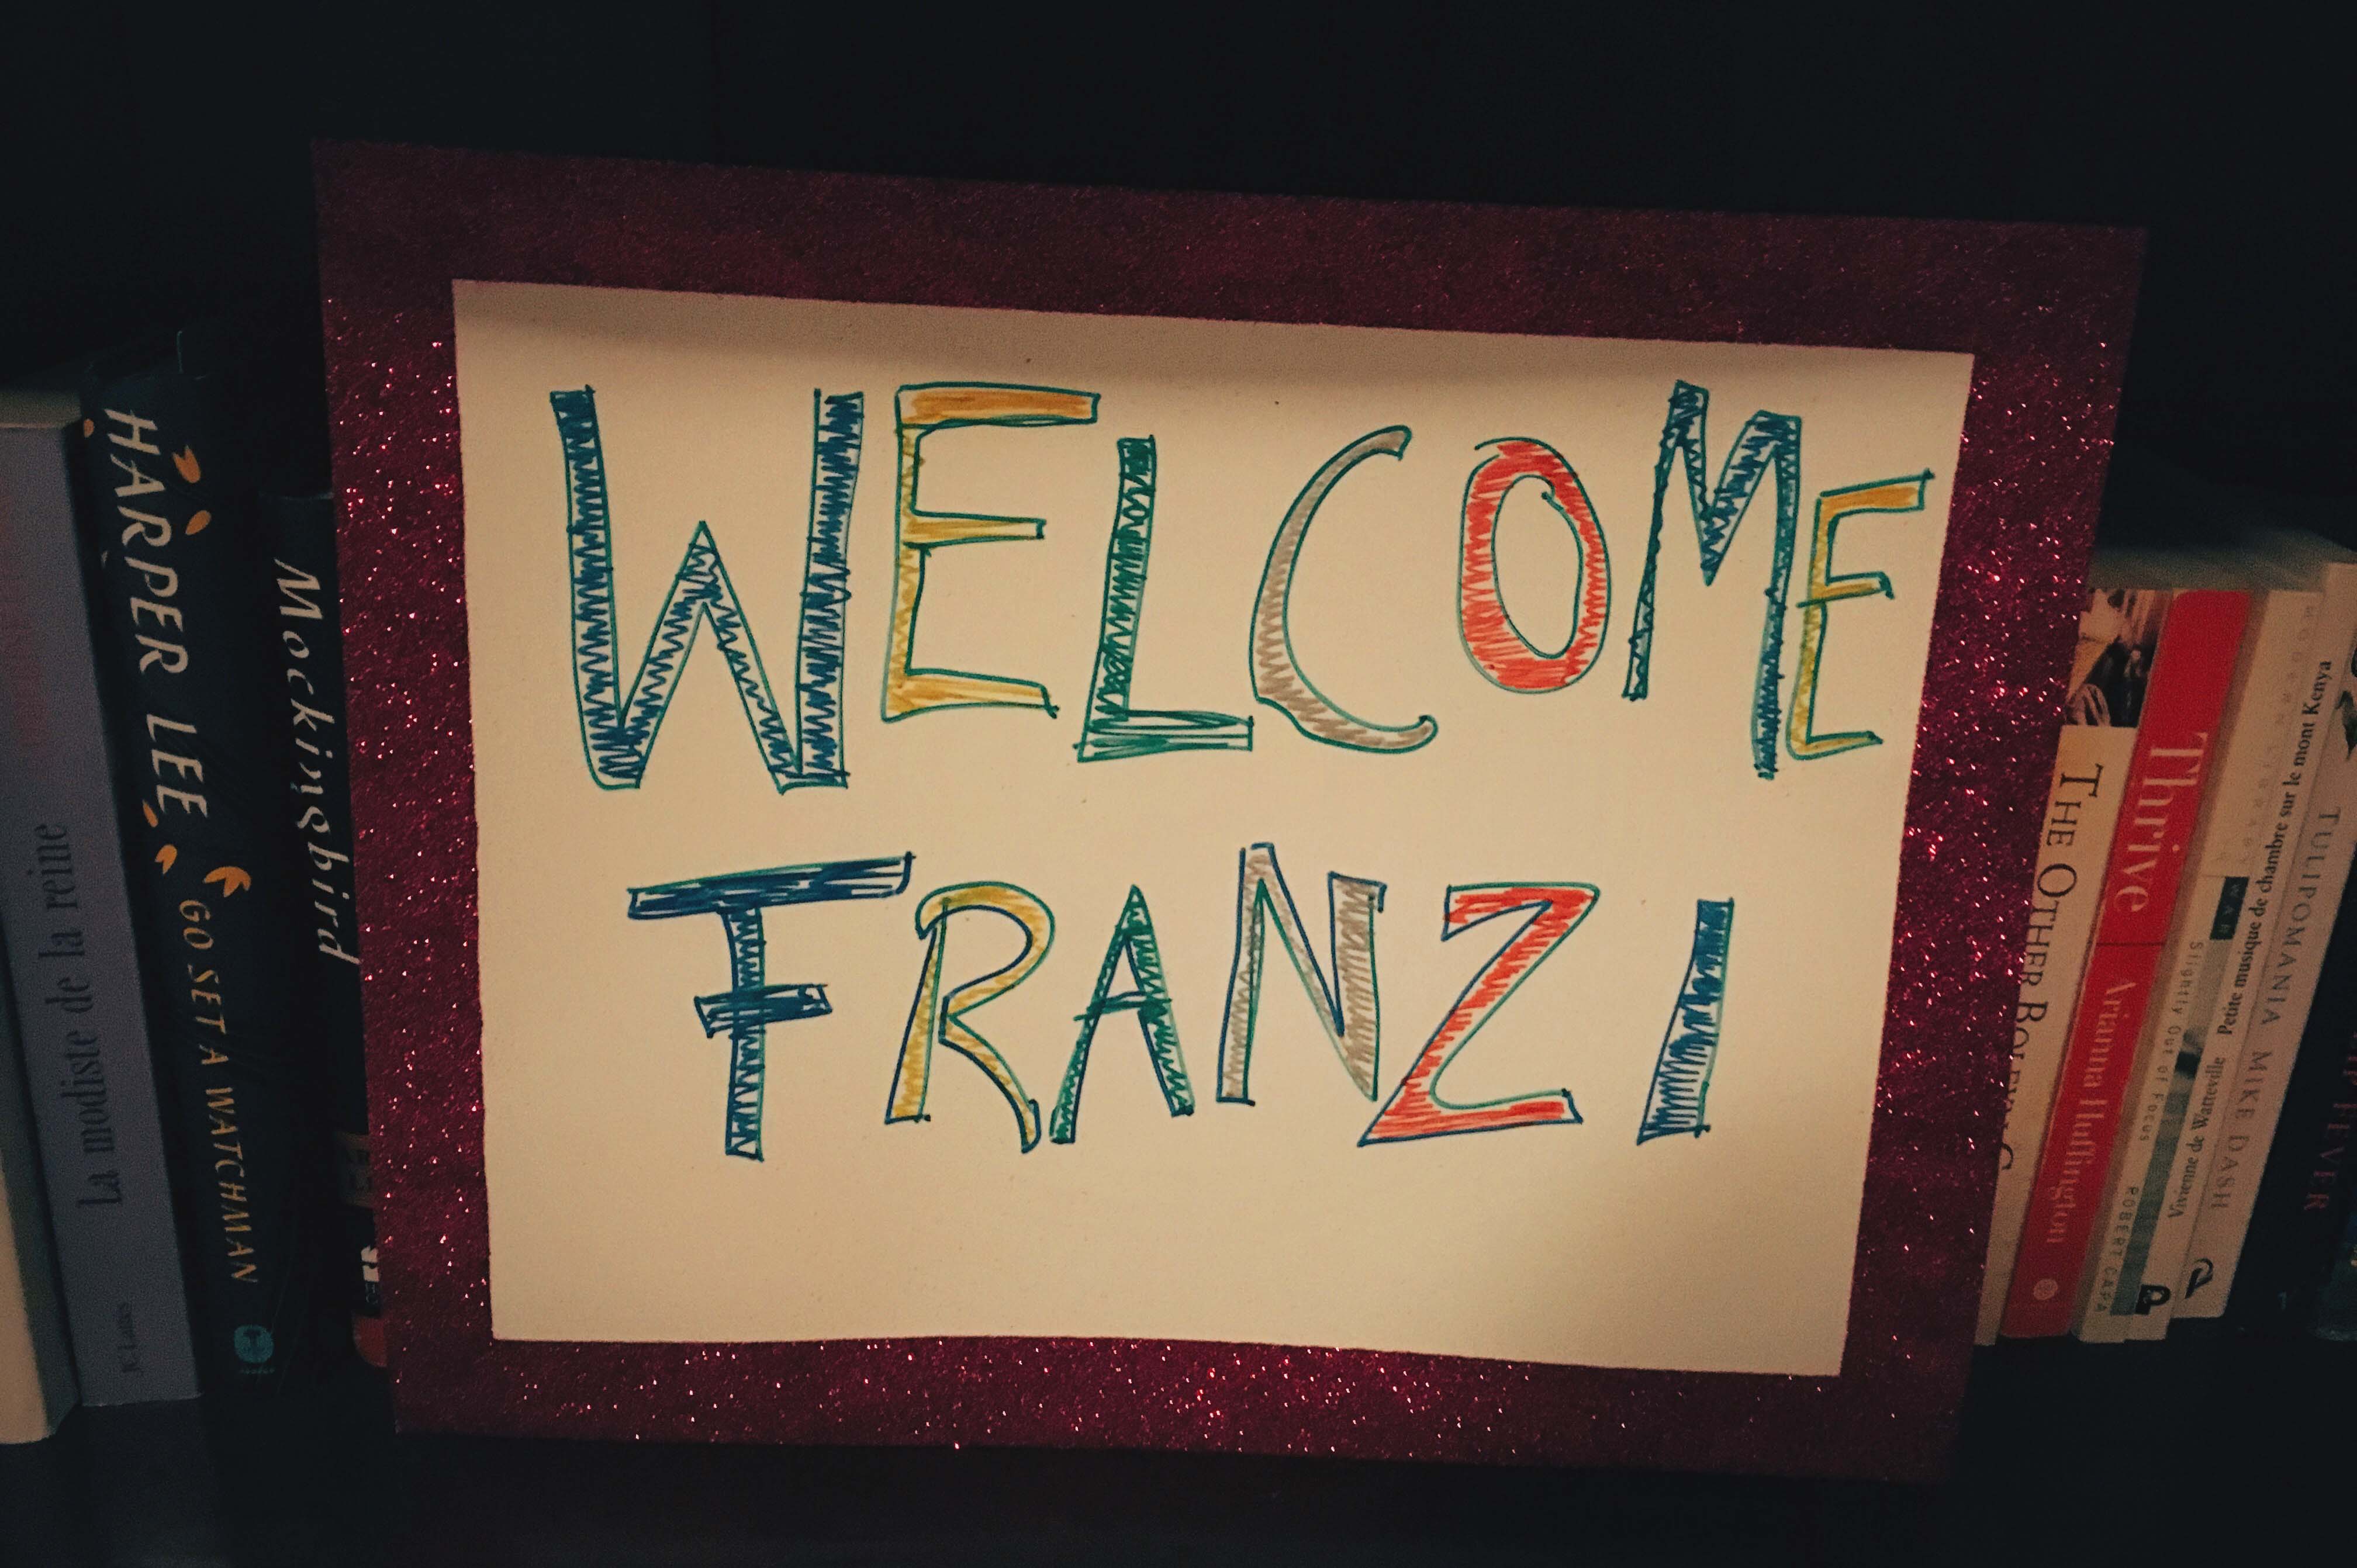 WELCOME
FRANZI
La modiste de la reine
HARPER LEE
GO SET A WATCHMAN
Mockingbird
THE OTHER BOLEYN G
Thrive
Arianna Huffington
Slightly Out of Focus
ROBERT CAPA
Petite musique de chambre sur le mont Kenya
Vivienne de Watteville
TULIPOMANIA MIKE DASH
FEVER